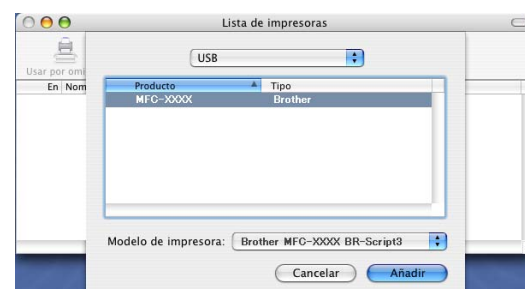 Lista de impresoras
USB
Usar por omi
En Nom
Producto Tipo
MFC-XXXX Brother
Modelo de impresora: Brother MFC-XXXX BR-Script3
Cancelar Añadir